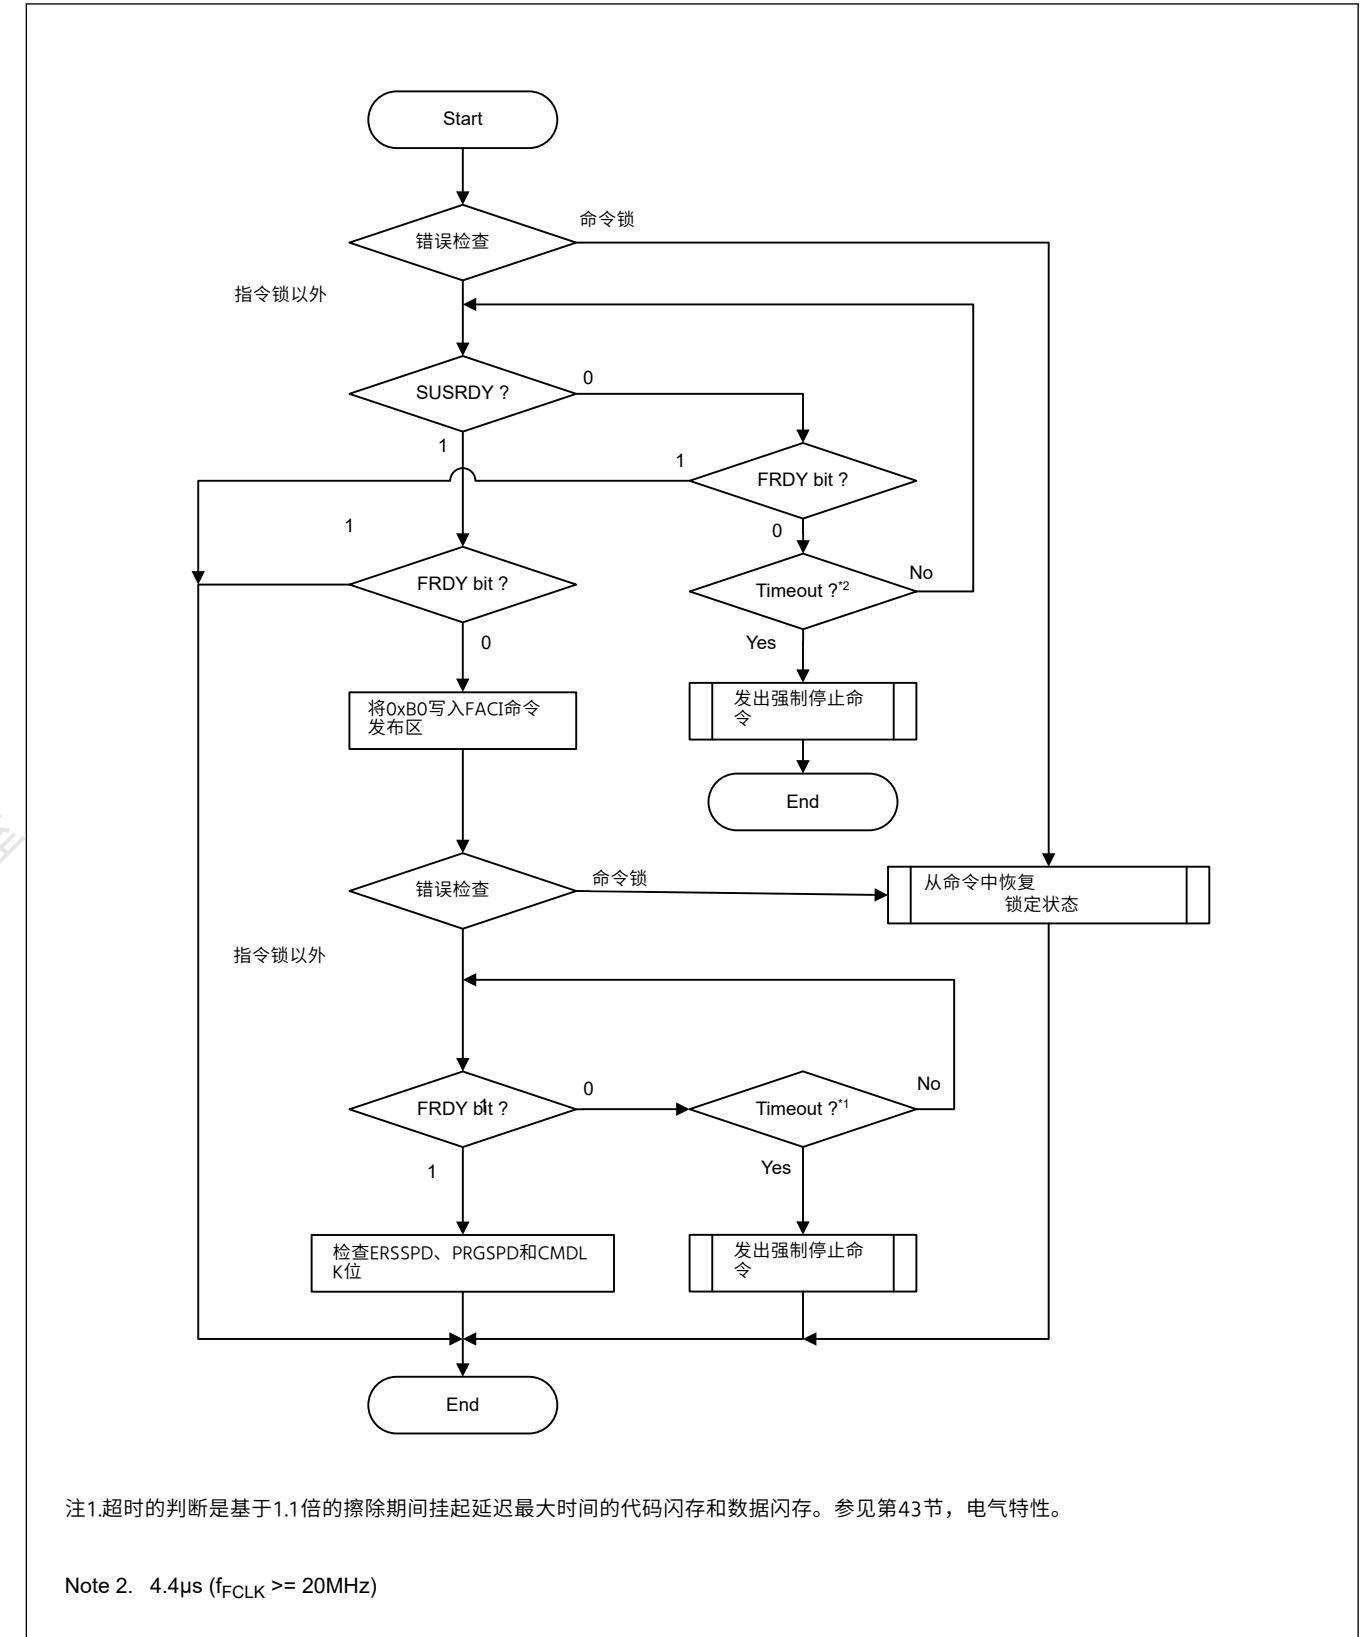 Start
命令锁
错误检查
指令锁以外
SUSRDY ?
0
1
1
FRDY bit ?
1
0
FRDY bit ?
Timeout ?*2
No
0
Yes
将0xB0写入FACI命令
发布区
发出强制停止命
令
End
错误检查
命令锁
从命令中恢复
锁定状态
指令锁以外
FRDY bit ?
1
0
Timeout ?*1
No
1
Yes
检查ERSSPD、PRGSPD和CMDL
K位
发出强制停止命
令
End
注1.超时的判断是基于1.1倍的擦除期间挂起延迟最大时间的代码闪存和数据闪存。参见第43节，电气特性。
Note 2. 4.4μs (fFCLK >= 20MHz)